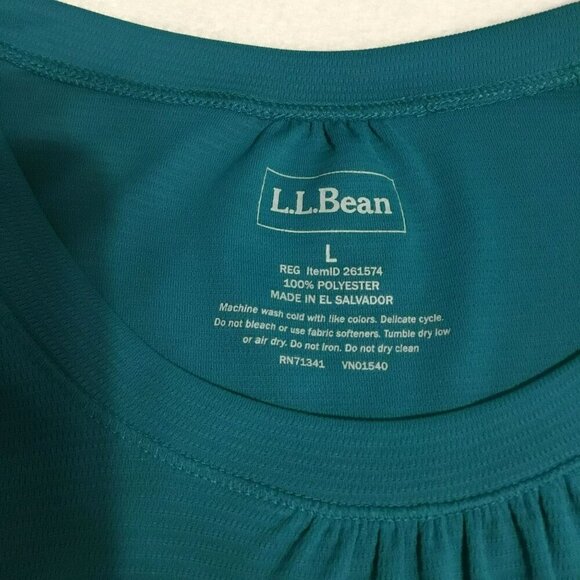 L.L.Bean
L
REG ItemID 261574
100% POLYESTER
MADE IN EL SALVADOR
Machine wash cold with like colors. Delicate cycle.
Do not bleach or use fabric softeners. Tumble dry low
or air dry. Do not iron. Do not dry clean
RN71341 VN01540